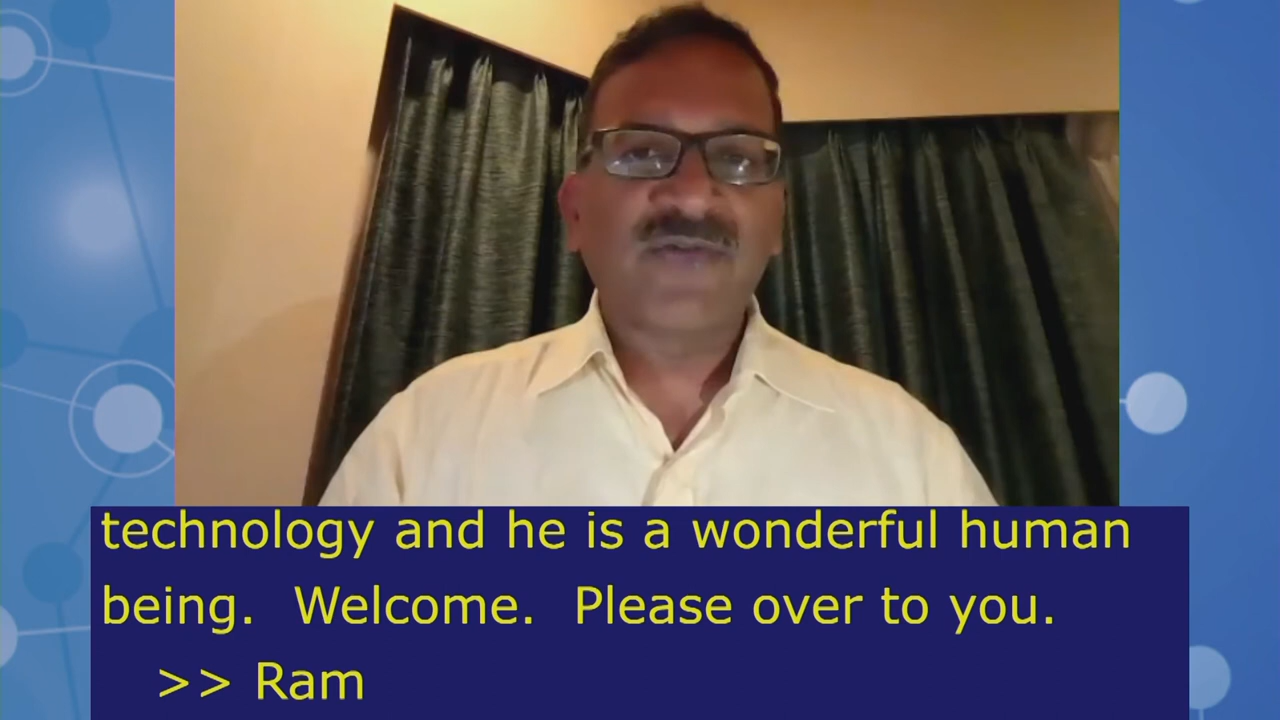 technology and he is a wonderful human
being.  Welcome.  Please over to you.
>> Ram